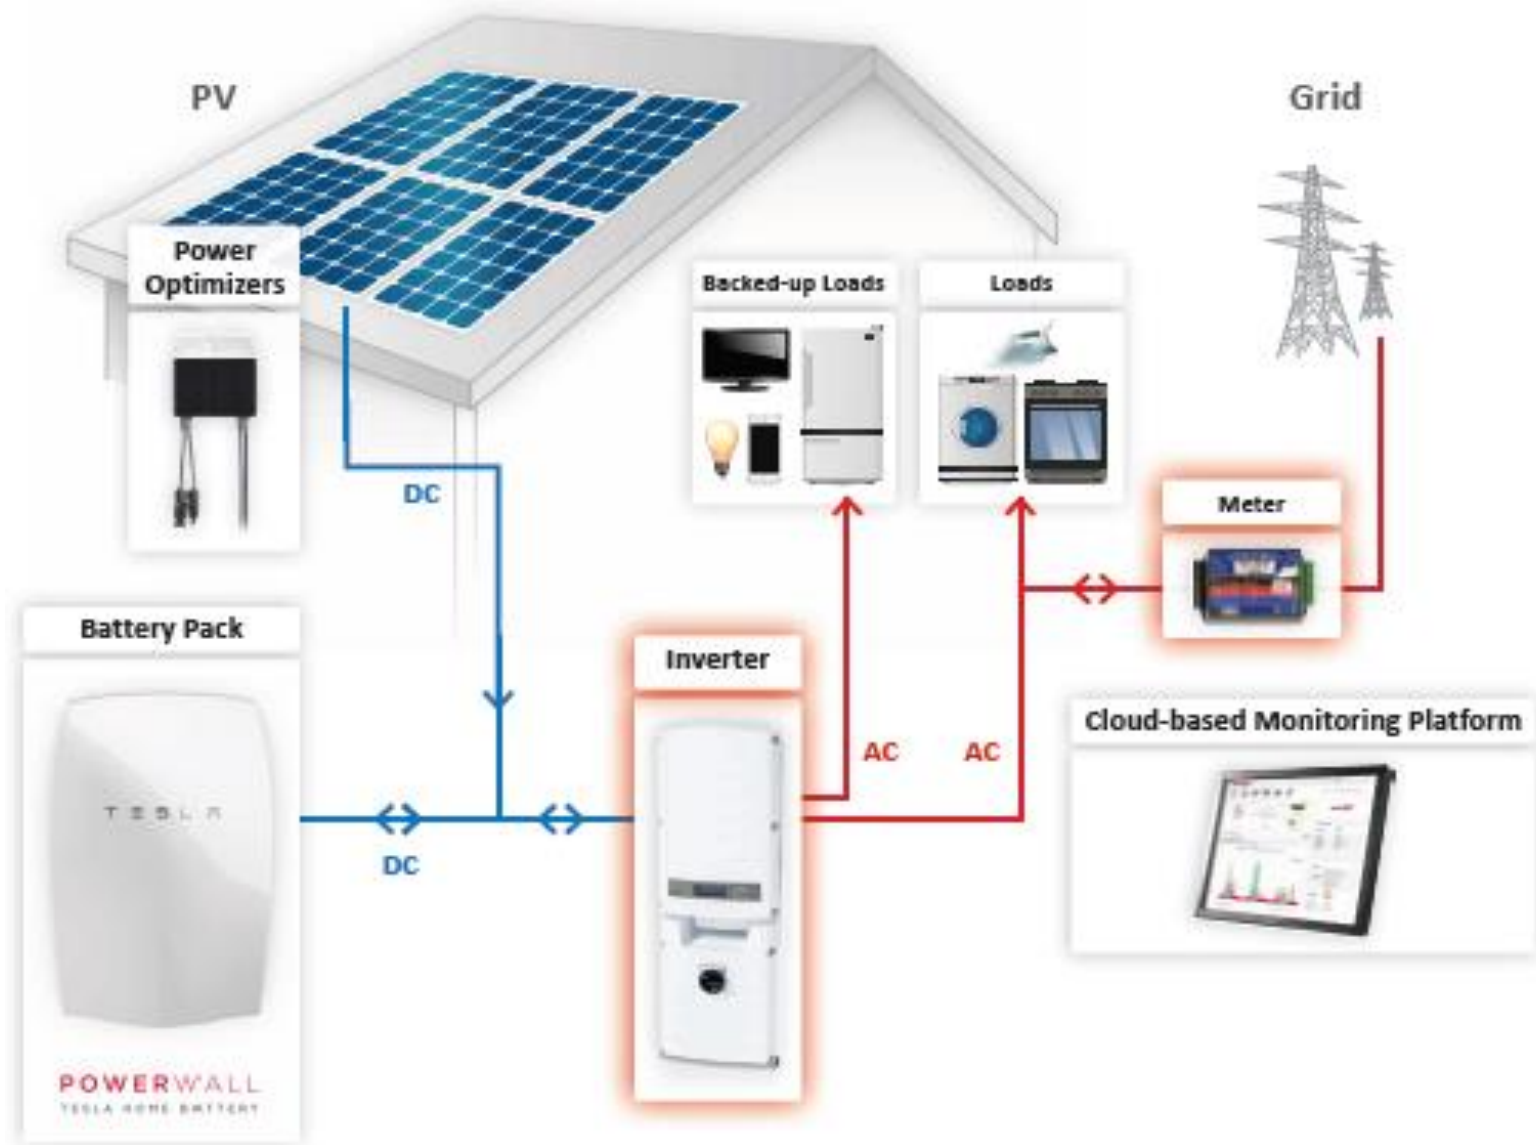 PV
Grid
Power
Optimizers
Backed-up Loads
Loads
DC
Meter
Battery Pack
Inverter
Cloud-based Monitoring Platform
AC
AC
TESLA
DC
POWERWALL
TESLA HOME BATTERY